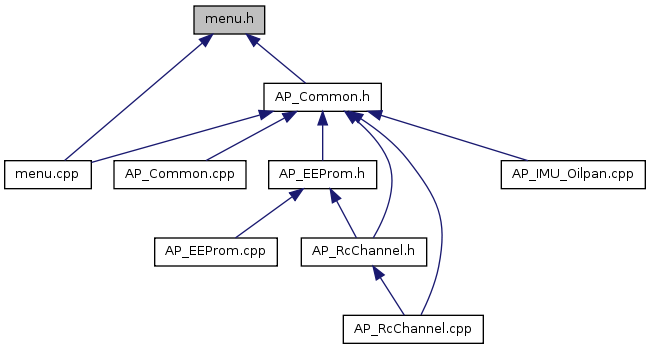 menu.h
AP_Common.h
menu.cpp
AP_Common.cpp
AP_EEProm.h
AP_IMU_Oilpan.cpp
AP_EEProm.cpp
AP_RcChannel.h
AP_RcChannel.cpp